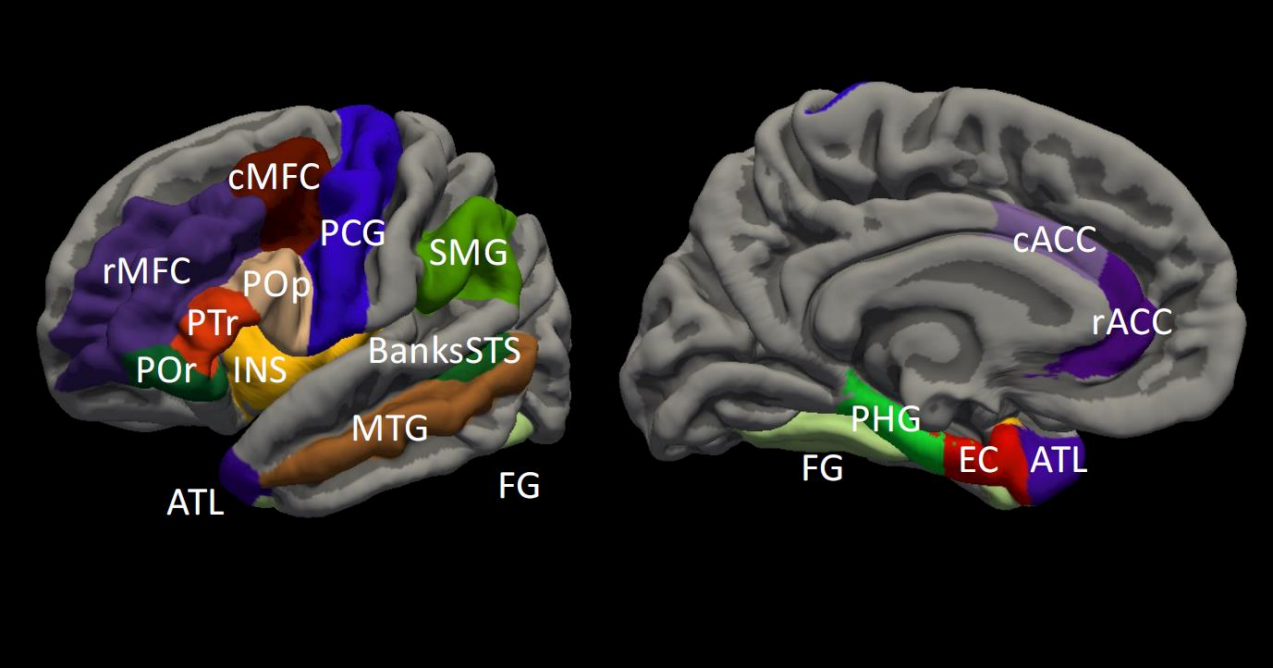 cMFC
PCG
SMG
rMFC
POp
PTr
BanksSTS
POr
INS
MTG
ATL
FG
cACC
rACC
PHG
FG
EC
ATL